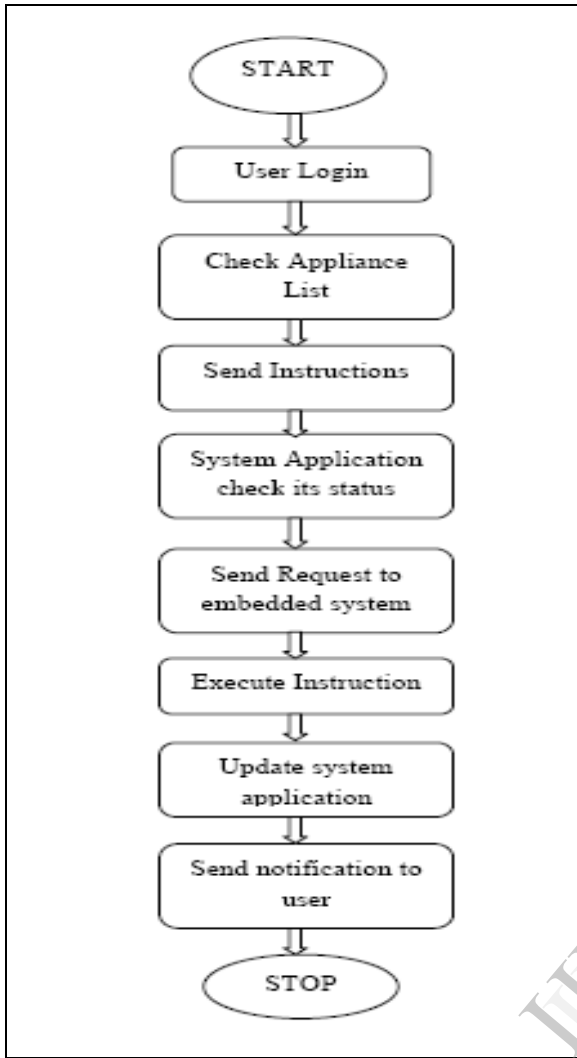 START
User Login
Check Appliance
List
Send Instructions
System Application
check its status
Send Request to
embedded system
Execute Instruction
Update system
application
Send notification to
user
STOP